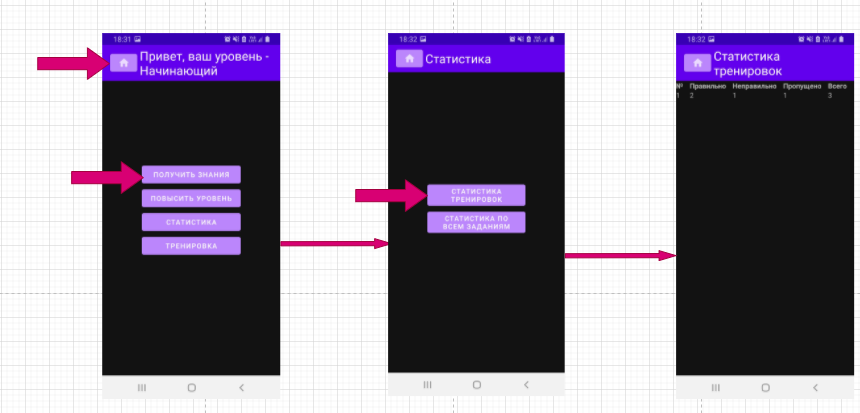 18:31
Привет, ваш уровень -
Начинающий
ПОЛУЧИТЬ ЗНАНИЯ
ПОВЫСИТЬ УРОВЕНЬ
СТАТИСТИКА
ТРЕНИРОВКА
18:32
Статистика
СТАТИСТИКА
ТРЕНИРОВОК
СТАТИСТИКА ПО
ВСЕМ ЗАДАНИЯМ
18:32
Статистика
тренировок
№ Правильно Неправильно Пропущено Всего
1 2 1 1 3